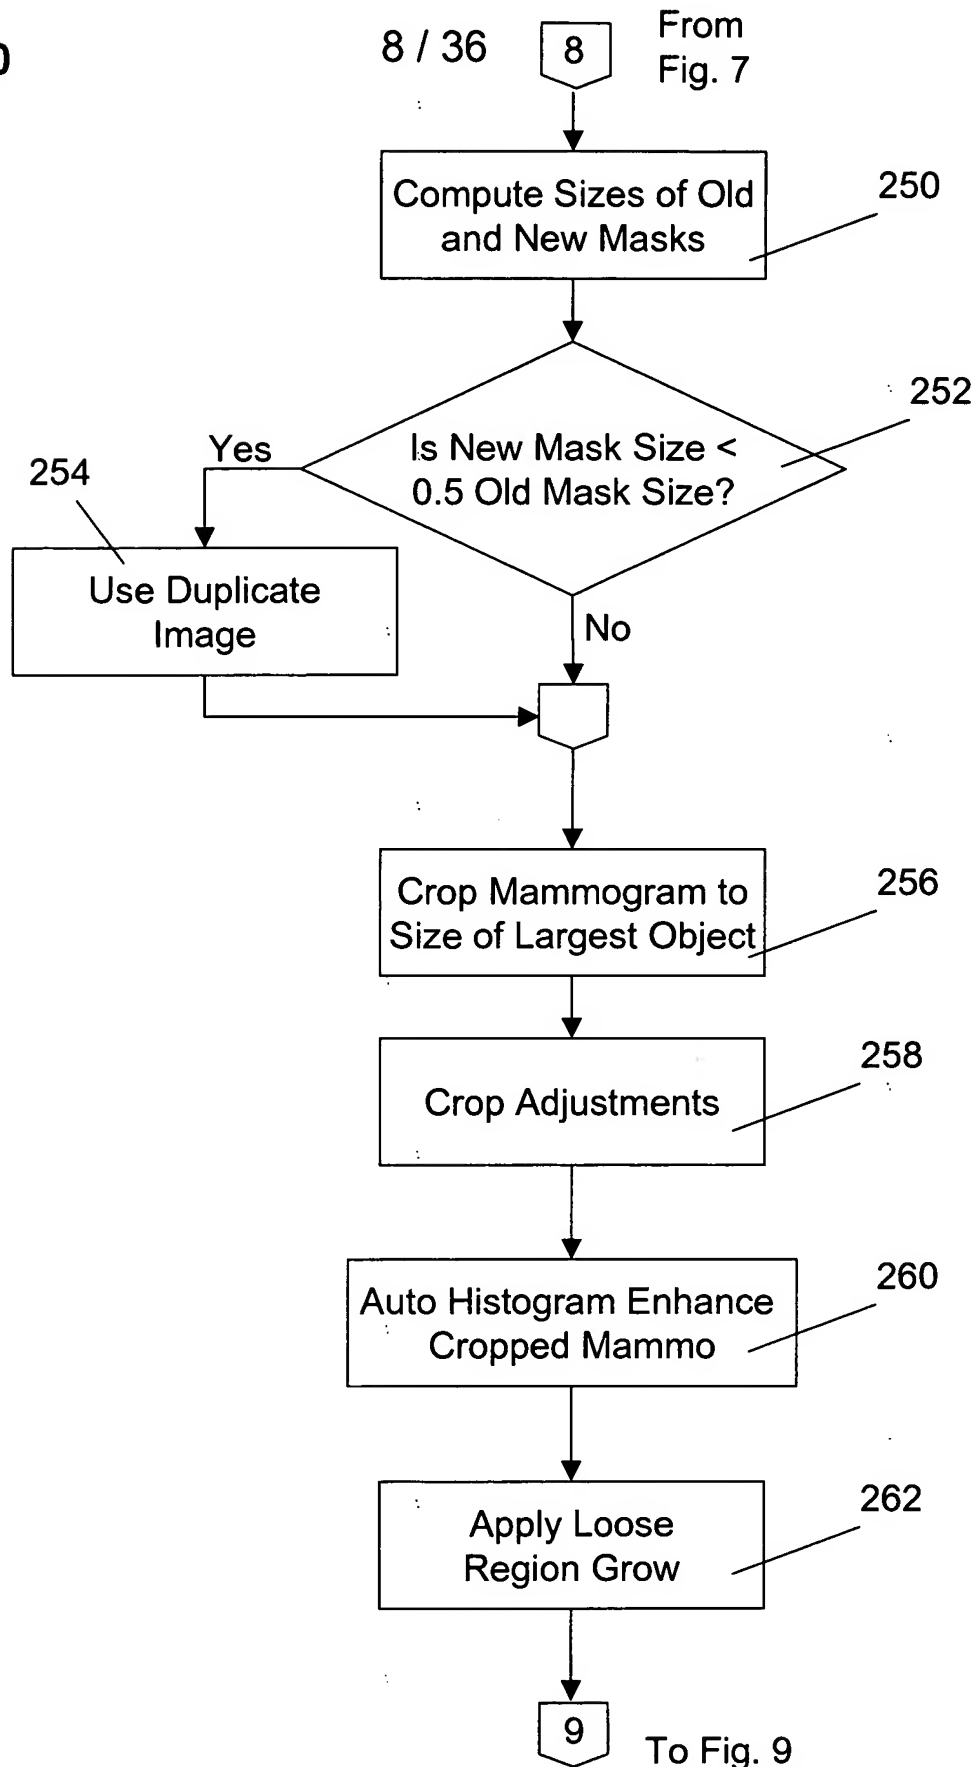 0
8 / 36
8
From
Fig. 7
Compute Sizes of Old
and New Masks
250
Is New Mask Size <
0.5 Old Mask Size?
252
Yes
254
Use Duplicate
Image
No
Crop Mammogram to
Size of Largest Object
256
Crop Adjustments
258
Auto Histogram Enhance
Cropped Mammo
260
Apply Loose
Region Grow
262
9
To Fig. 9